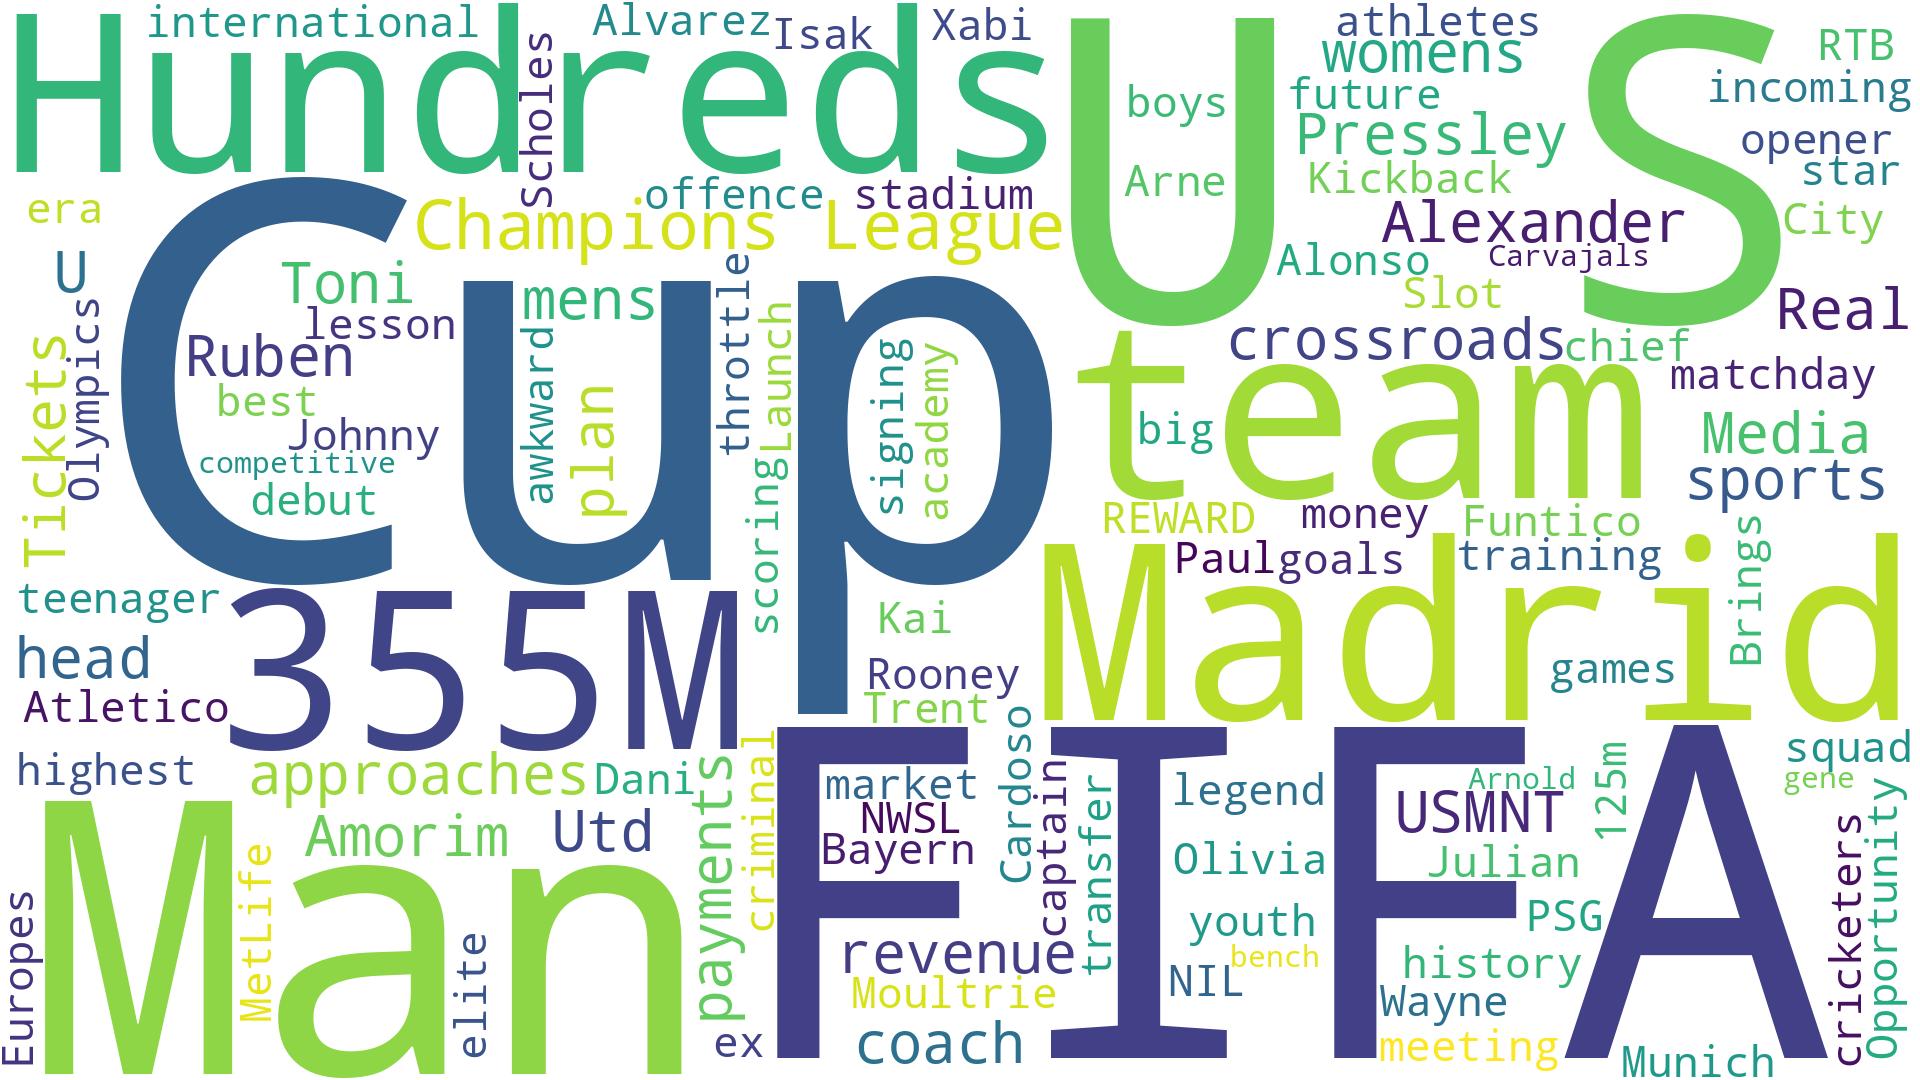 Hundreds
international
Alvarez
Isak
Xabi
scholes
U S
athletes
womens
RTB
boys
future
incoming
Pressley
opener
Arne
Kickback
star
era
offence
stadium
Champions League
Alexander
City
Carvajals
Alonso
Slot
Real
U
Toni
Cup
mens
throttle
lesson
Launch
crossroads
chief
Ruben
Tickets
Olympics
awkward
signing
academy
team
matchday
best
plan
Johnny
big
Media
competitive
debut
scoring
sports
REWARD
money
Funtico
Brings
Paul
goals
training
Madrid
teenager
355M
Kai
head
Rooney
games
Atletico
Trent
highest
approaches
Dani
payments
criminal
FIFA
market
Cardoso
captain
transfer
legend
Arnold
125m
squad
gene
Man
Amorim
Utd
NWSL
USMNT
Bayern
MetLife
Olivia
Julian
cricketers
Opportunity
Europes
elite
youth
PSG
revenue
bench
history
Moultrie
NIL
Wayne
ex
coach
meeting
Munich